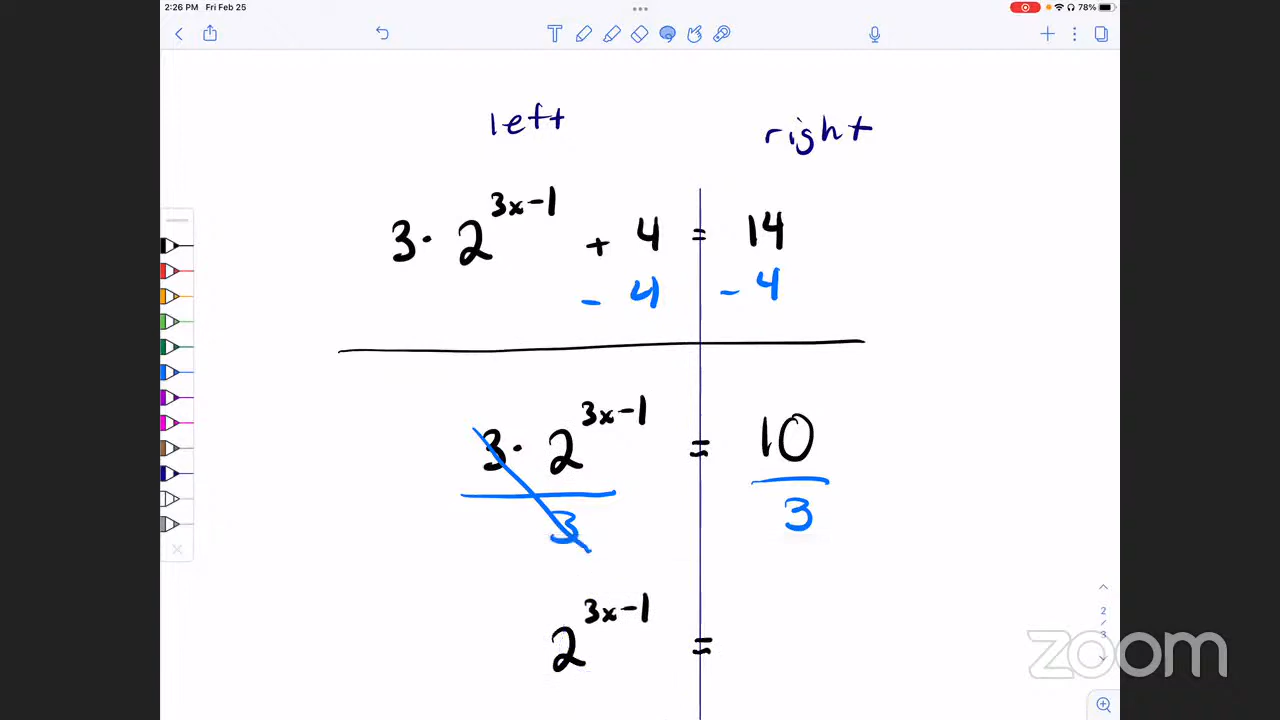 2:26 PM Fri Feb 25
78%
left right
3 · 2^{3x-1} + 4 = 14
- 4 - 4
3 · 2^{3x-1} = 10
3 3
2^{3x-1} =
2
3
zoom